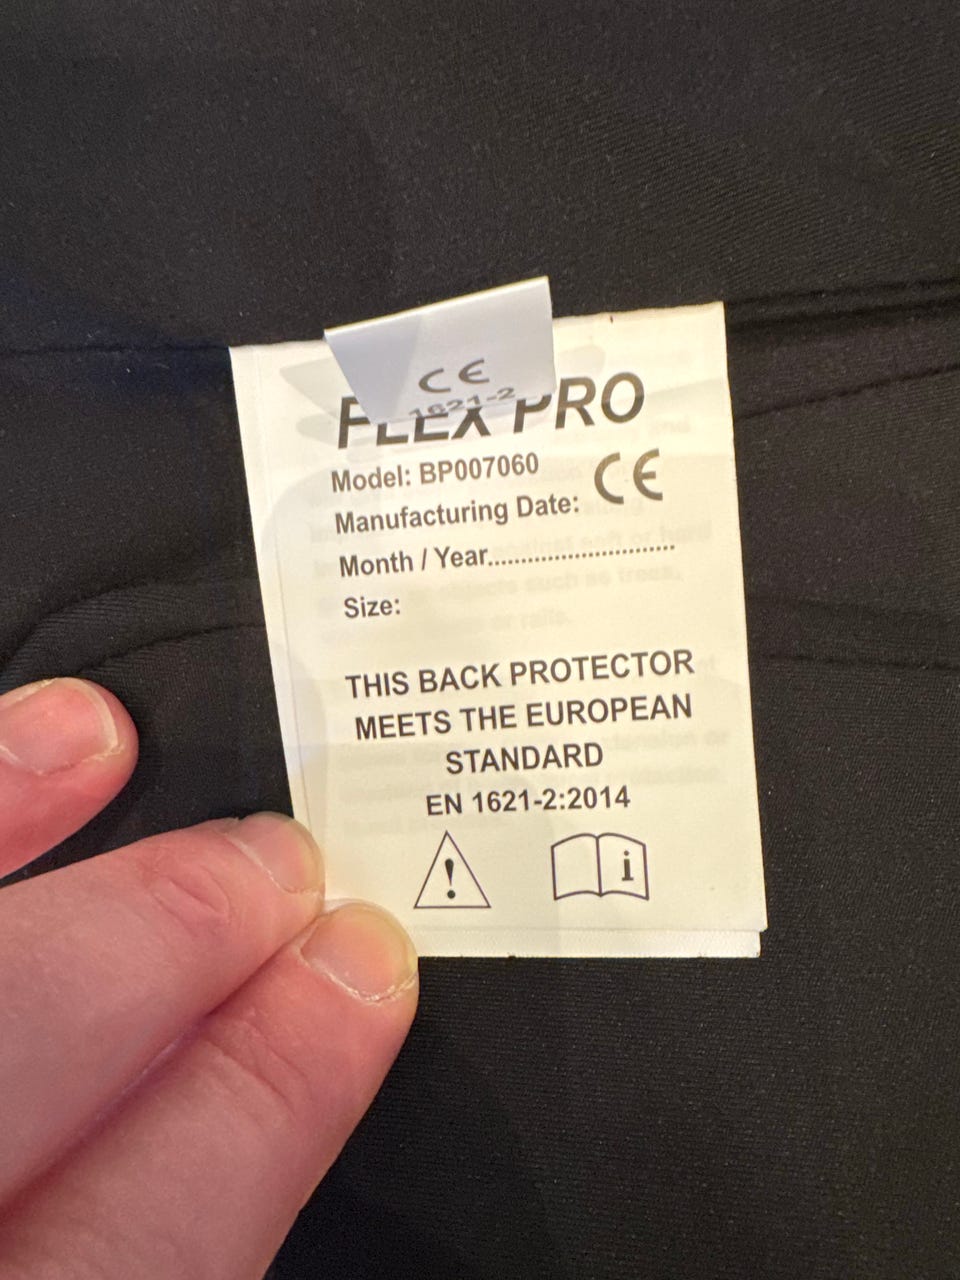 CE
1621-2
FLEX PRO
Model: BP007060
CE
Manufacturing Date:
Month / Year..............................
Size:
THIS BACK PROTECTOR
MEETS THE EUROPEAN
STANDARD
EN 1621-2:2014
! i